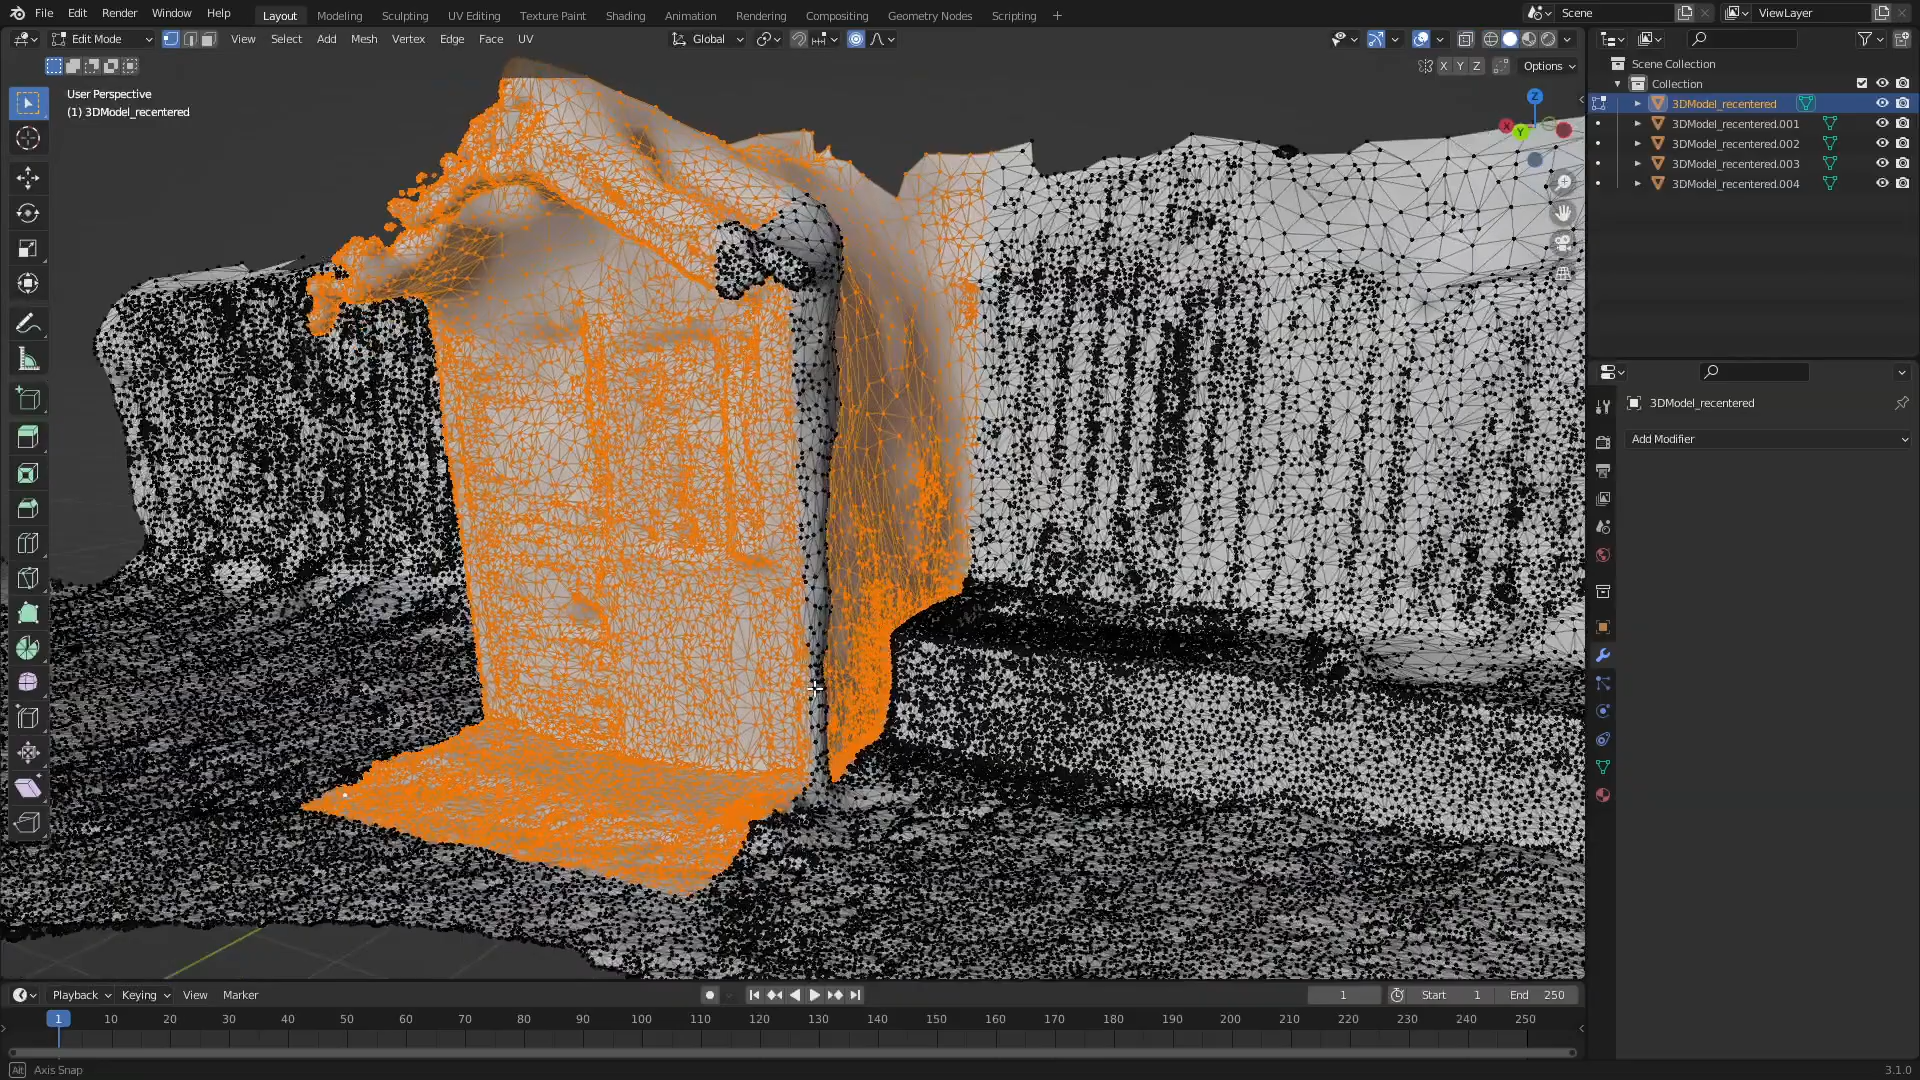 File Edit Render Window Help Layout Modeling Sculpting UV Editing Texture Paint Shading Animation Rendering Compositing Geometry Nodes Scripting + Scene ViewLayer
Edit Mode View Select Add Mesh Vertex Edge Face UV Global
X Y Z Options
User Perspective
(1) 3DModel_recentered
Z
X
Y
Scene Collection
Collection
3DModel_recentered
3DModel_recentered.001
3DModel_recentered.002
3DModel_recentered.003
3DModel_recentered.004
3DModel_recentered
Add Modifier
Playback Keying View Marker 1 Start 1 End 250
1 10 20 30 40 50 60 70 80 90 100 110 120 130 140 150 160 170 180 190 200 210 220 230 240 250
Alt Axis Snap 3.1.0